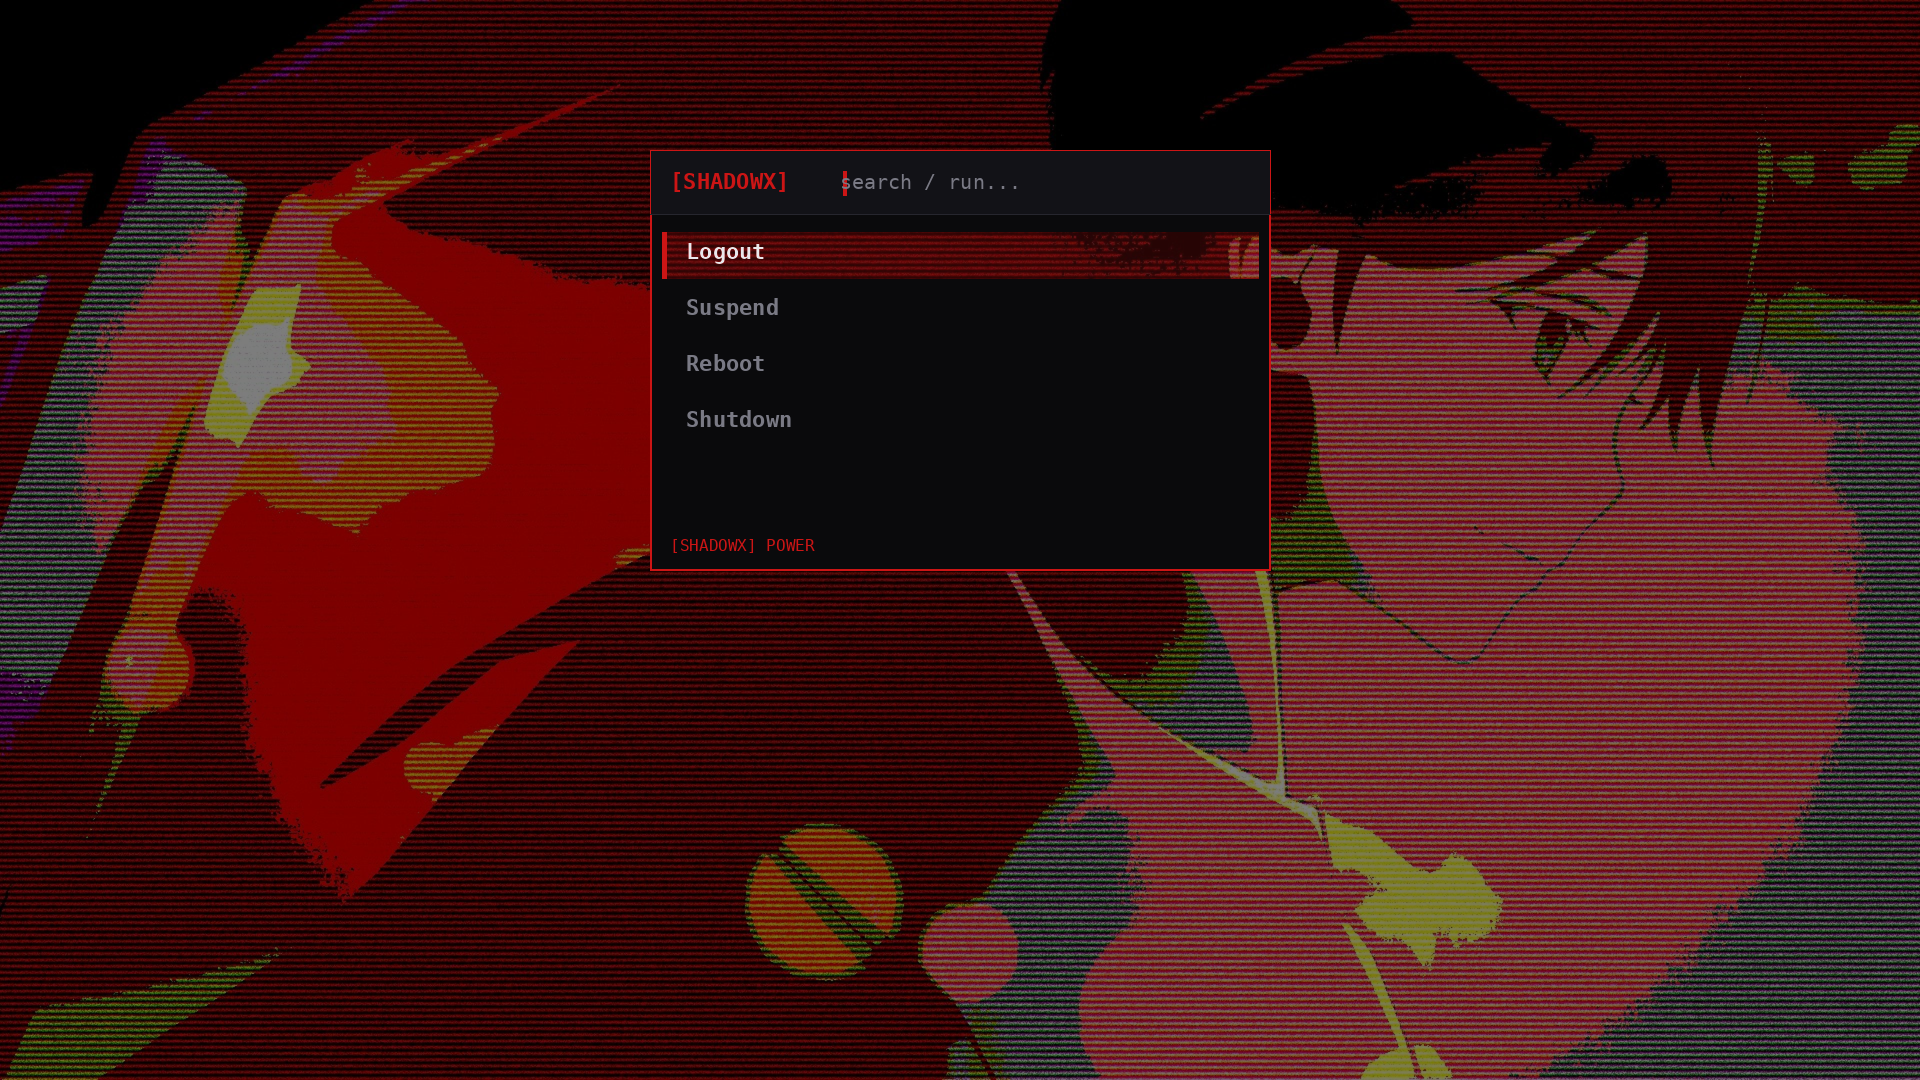 [SHADOWX] search / run...
Logout
Suspend
Reboot
Shutdown
[SHADOWX] POWER